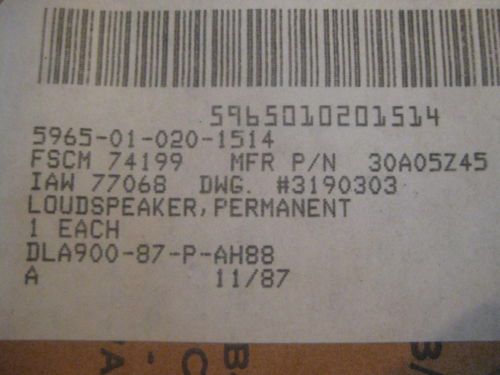 5965010201514
5965-01-020-1514
FSCM 74199 MFR P/N 30A05Z45
IAW 77068 DWG. #3190303
LOUDSPEAKER, PERMANENT
1 EACH
DLA900-87-P-AH88
A 11/87